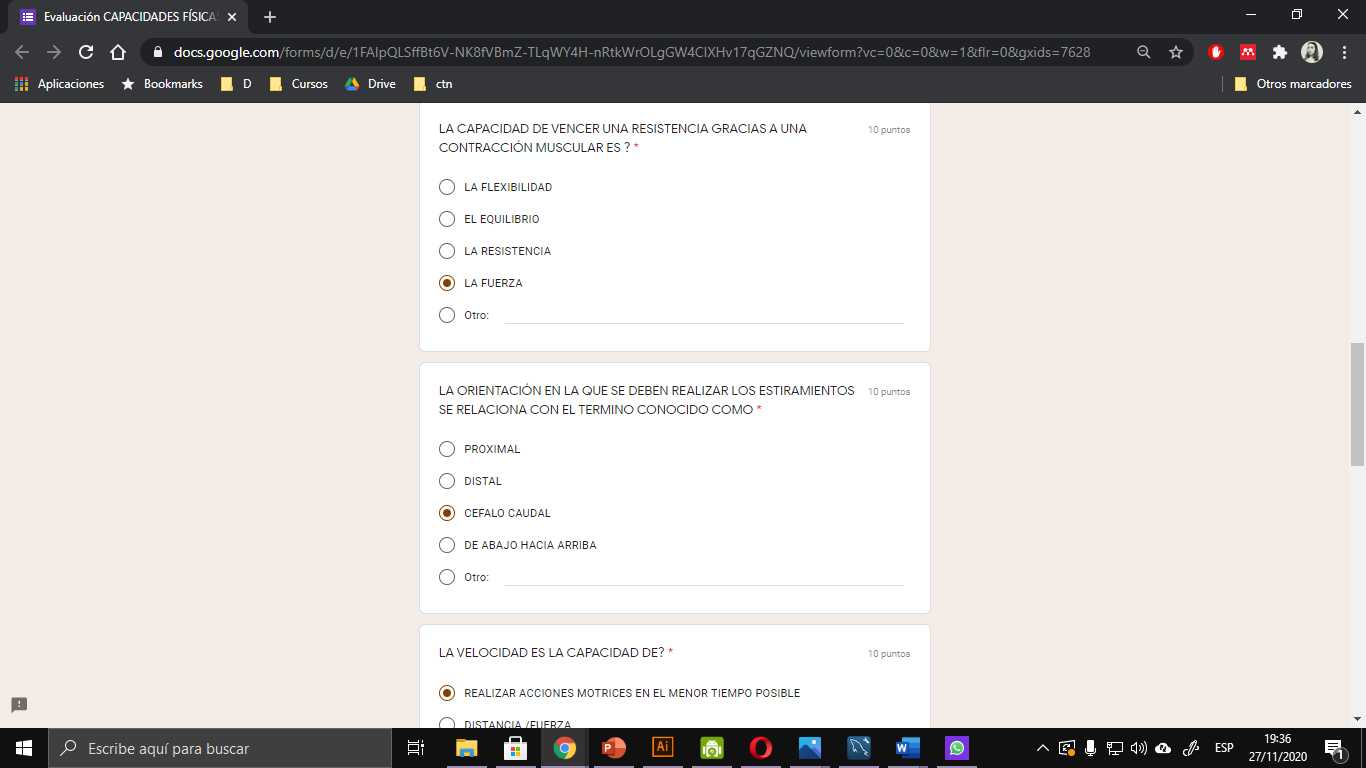 Evaluación CAPACIDADES FÍSICAS
docs.google.com/forms/d/e/1FAIpQLSffBt6V-NK8fVBmZ-TLqWY4H-nRtkWrOLgGW4CIXHv17qGZNQ/viewform?vc=0&c=0&w=1&flr=0&gxids=7628
Aplicaciones Bookmarks D Cursos Drive ctn Otros marcadores
LA CAPACIDAD DE VENCER UNA RESISTENCIA GRACIAS A UNA 10 puntos
CONTRACCIÓN MUSCULAR ES ? *
LA FLEXIBILIDAD
EL EQUILIBRIO
LA RESISTENCIA
LA FUERZA
Otro:
LA ORIENTACIÓN EN LA QUE SE DEBEN REALIZAR LOS ESTIRAMIENTOS 10 puntos
SE RELACIONA CON EL TERMINO CONOCIDO COMO *
PROXIMAL
DISTAL
CEFALO CAUDAL
DE ABAJO HACIA ARRIBA
Otro:
LA VELOCIDAD ES LA CAPACIDAD DE? * 10 puntos
REALIZAR ACCIONES MOTRICES EN EL MENOR TIEMPO POSIBLE
DISTANCIA /FUERZA
Escribe aquí para buscar
ESP
19:36
27/11/2020
1